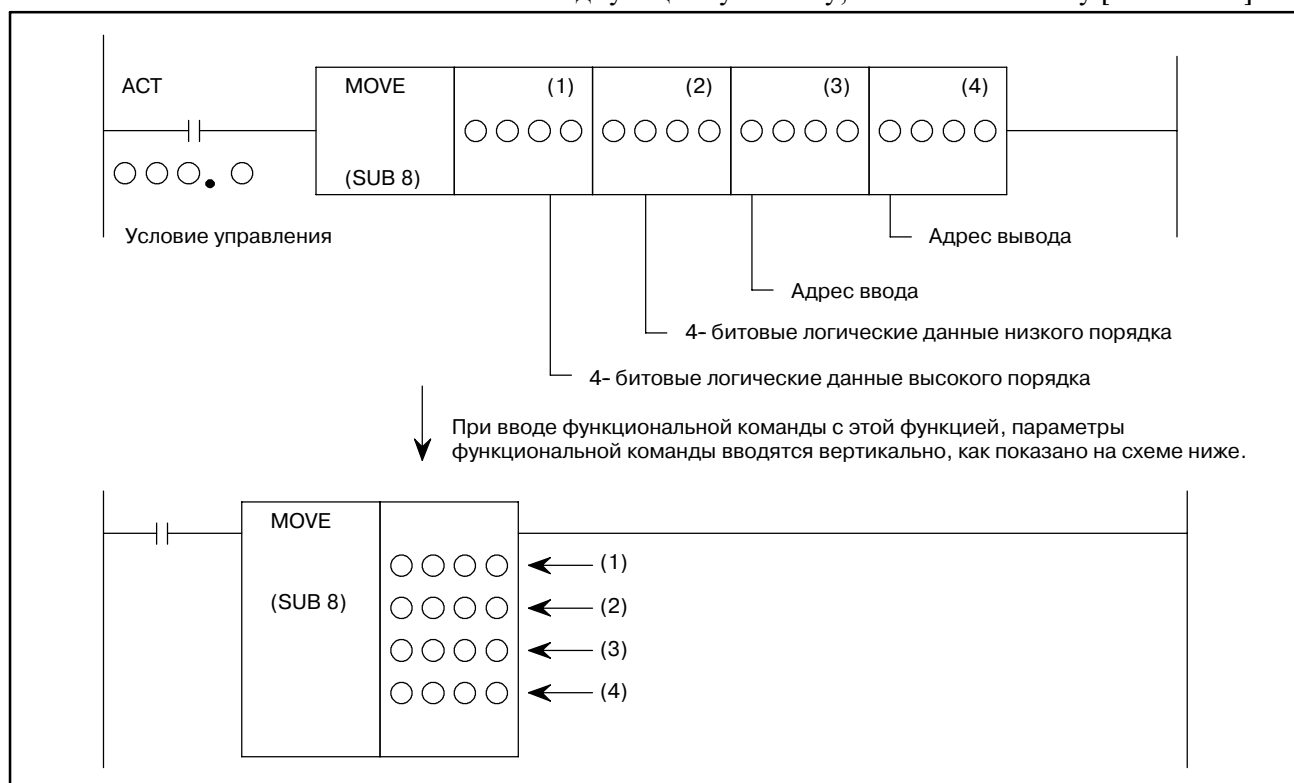 ACT
MOVE (1) (2) (3) (4)
(SUB 8)
Условие управления
Адрес вывода
Адрес ввода
4- битовые логические данные низкого порядка
4- битовые логические данные высокого порядка
При вводе функциональной команды с этой функцией, параметры
функциональной команды вводятся вертикально, как показано на схеме ниже.
MOVE
(1)
(SUB 8) (2)
(3)
(4)